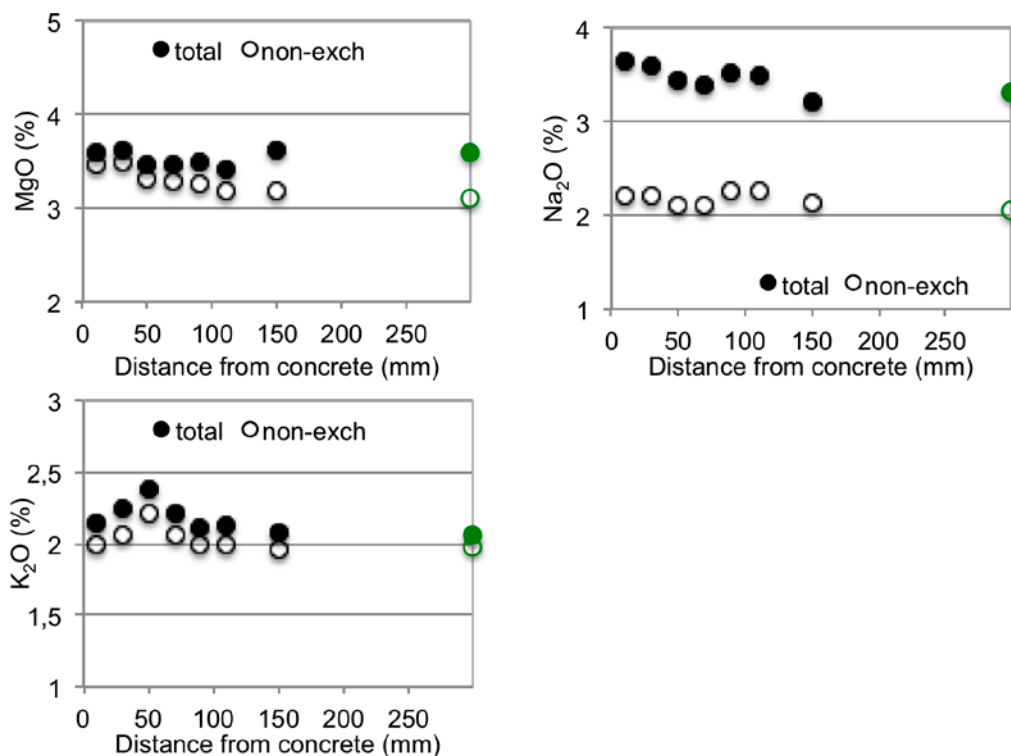 5
4
3
2
MgO (%)
total non-exch
0 50 100 150 200 250
Distance from concrete (mm)
4
3
2
1
Na₂O (%)
total non-exch
0 50 100 150 200 250
Distance from concrete (mm)
3
2,5
2
1,5
1
K₂O (%)
total non-exch
0 50 100 150 200 250
Distance from concrete (mm)